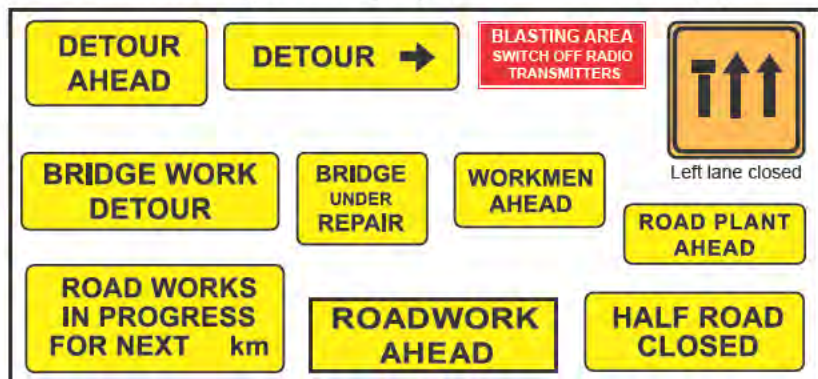 DETOUR
AHEAD
DETOUR
BLASTING AREA
SWITCH OFF RADIO
TRANSMITTERS
Left lane closed
BRIDGE WORK
DETOUR
BRIDGE
UNDER
REPAIR
WORKMEN
AHEAD
ROAD PLANT
AHEAD
ROAD WORKS
IN PROGRESS
FOR NEXT km
ROADWORK
AHEAD
HALF ROAD
CLOSED